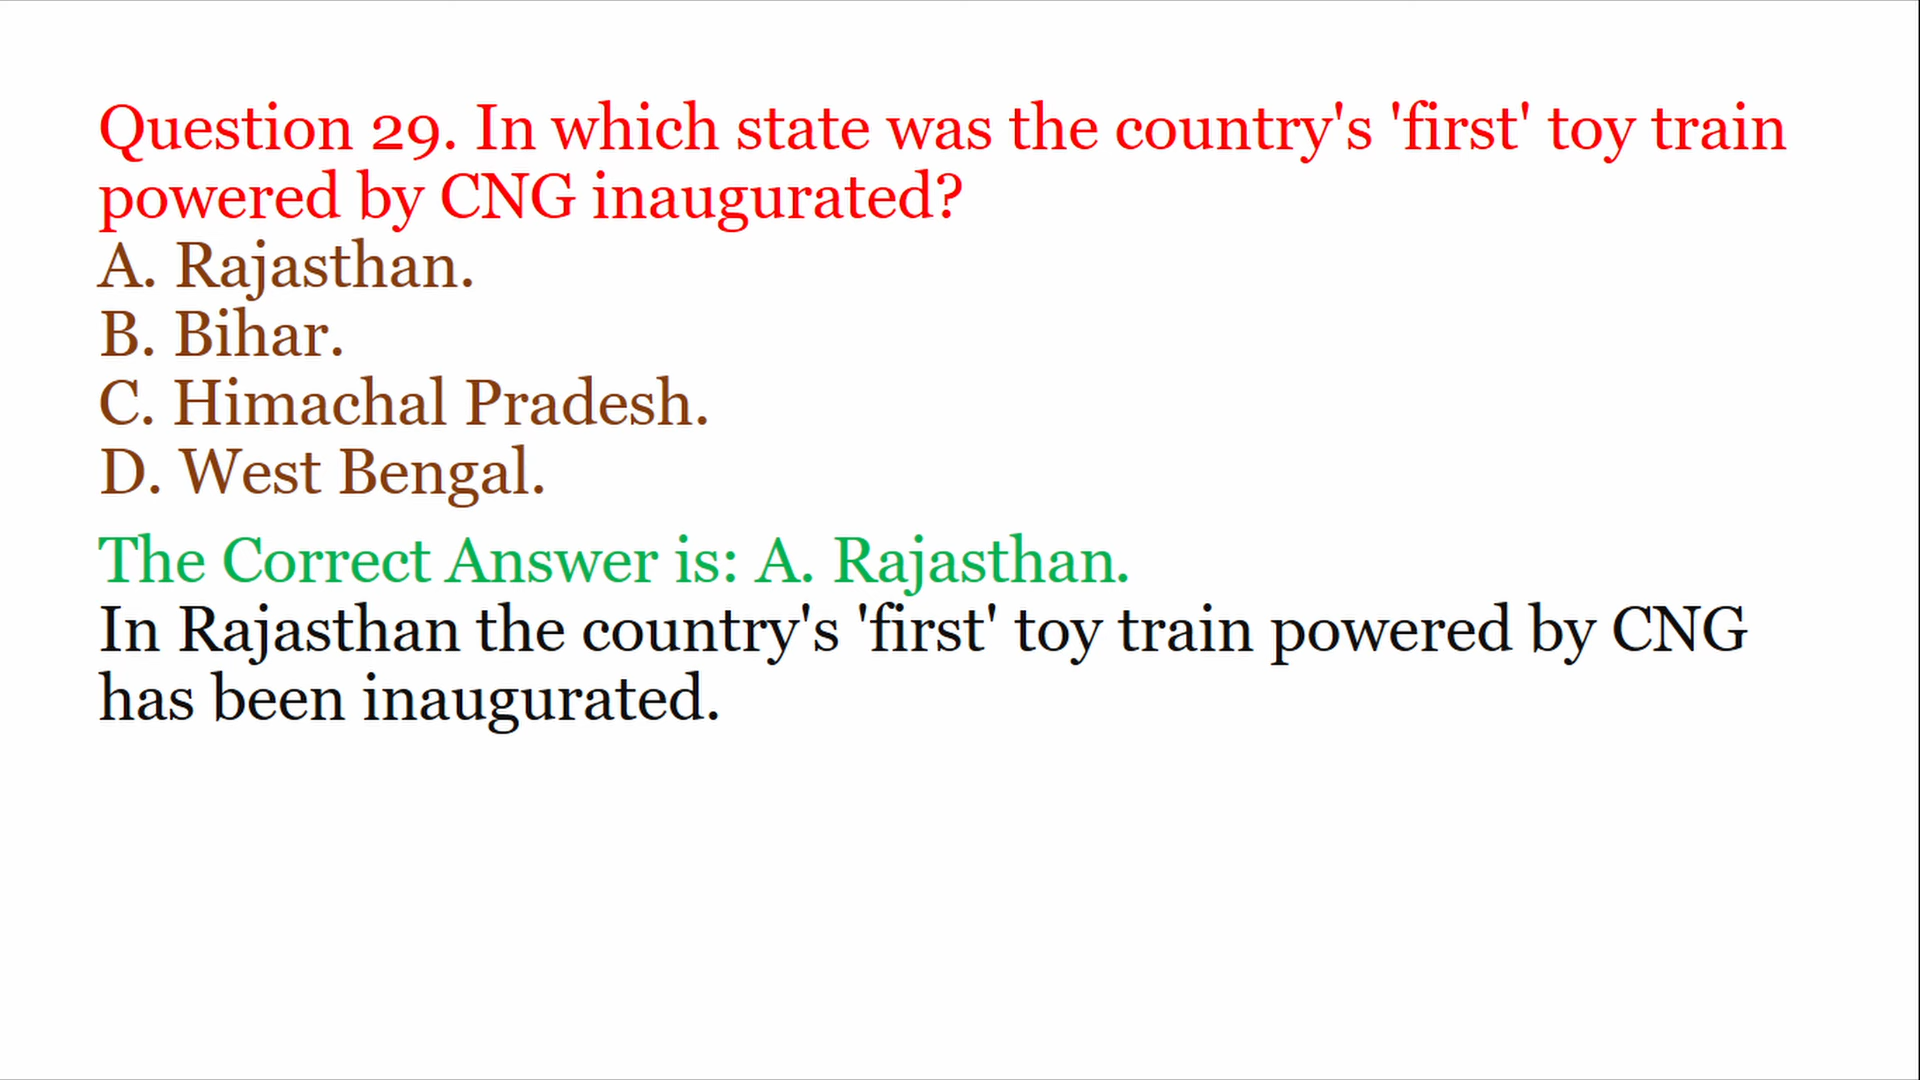 Question 29. In which state was the country's 'first' toy train
powered by CNG inaugurated?
A. Rajasthan.
B. Bihar.
C. Himachal Pradesh.
D. West Bengal.
The Correct Answer is: A. Rajasthan.
In Rajasthan the country's 'first' toy train powered by CNG
has been inaugurated.